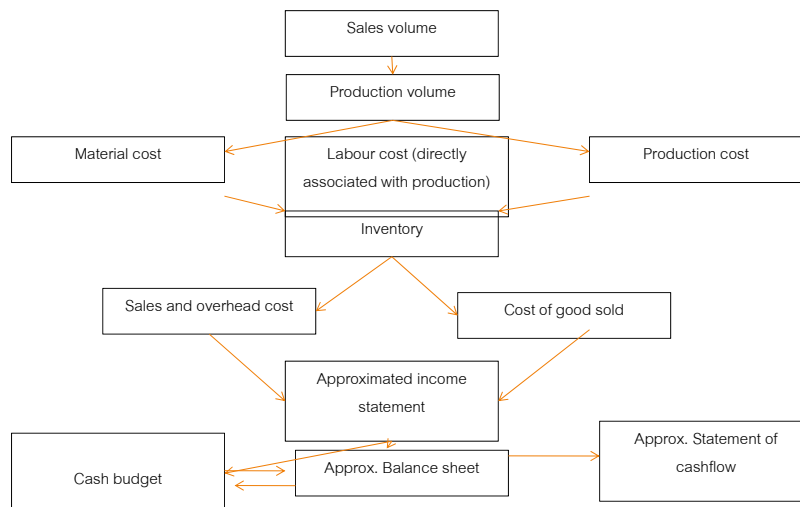 Sales volume
Production volume
Material cost
Labour cost (directly
associated with production)
Production cost
Inventory
Sales and overhead cost
Cost of good sold
Approximated income
statement
Cash budget
Approx. Balance sheet
Approx. Statement of
cashflow